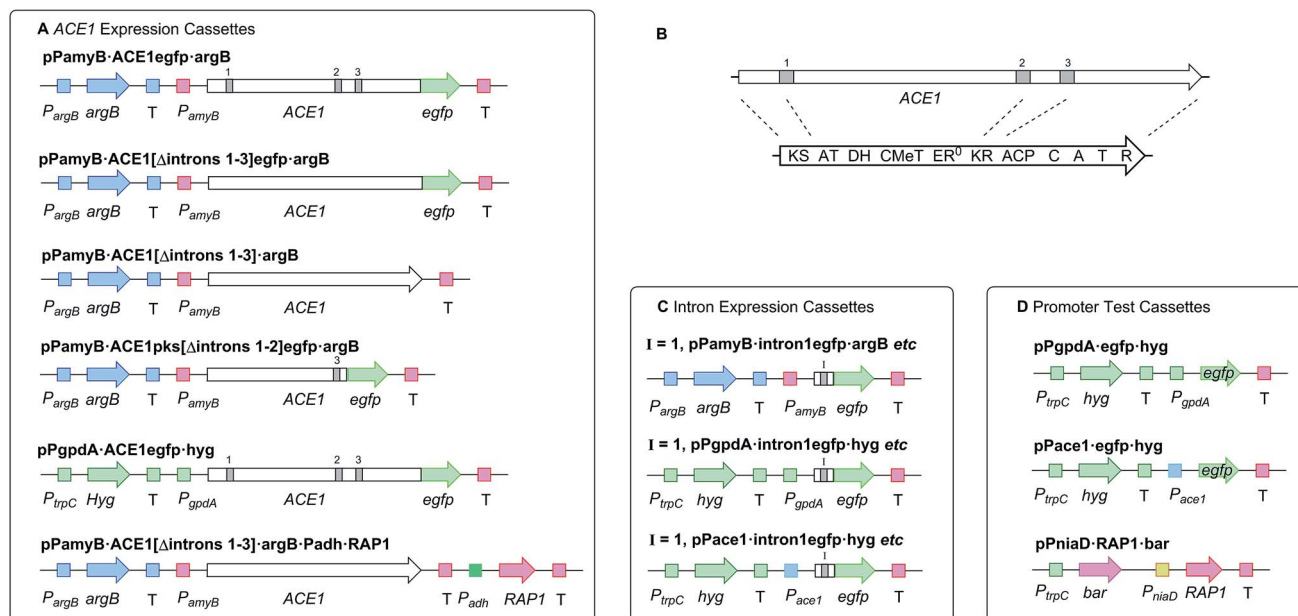 A ACE1 Expression Cassettes
pPamyB·ACE1egfp·argB
1 2 3
PargB argB T PamyB ACE1 egfp T
pPamyB·ACE1[Δintrons 1-3]egfp·argB
PargB argB T PamyB ACE1 egfp T
pPamyB·ACE1[Δintrons 1-3]·argB
PargB argB T PamyB ACE1 T
pPamyB·ACE1pks[Δintrons 1-2]egfp·argB
3
PargB argB T PamyB ACE1 egfp T
pPgpdA·ACE1egfp·hyg
1 2 3
PtrpC Hyg T PgpdA ACE1 egfp T
pPamyB·ACE1[Δintrons 1-3]·argB·Padh·RAP1
PargB argB T PamyB ACE1 T Padh RAP1 T
B
1 2 3
ACE1
KS AT DH CMeT ER0 KR ACP C A T R
C Intron Expression Cassettes
I = 1, pPamyB·intron1egfp·argB etc
I
PargB argB T PamyB egfp T
I = 1, pPgpdA·intron1egfp·hyg etc
I
PtrpC hyg T PgpdA egfp T
I = 1, pPace1·intron1egfp·hyg etc
I
PtrpC hyg T Pace1 egfp T
D Promoter Test Cassettes
pPgpdA·egfp·hyg
egfp
PtrpC hyg T PgpdA T
pPace1·egfp·hyg
egfp
PtrpC hyg T Pace1 T
pPniaD·RAP1·bar
PtrpC bar PniaD RAP1 T